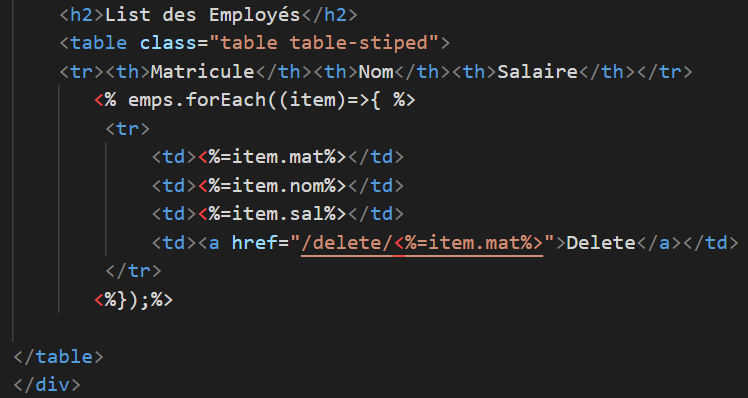 <h2>List des Employés</h2>
<table class="table table-stiped">
<tr><th>Matricule</th><th>Nom</th><th>Salaire</th></tr>
<% emps.forEach((item)=>{ %>
<tr>
<td><%=item.mat%></td>
<td><%=item.nom%></td>
<td><%=item.sal%></td>
<td><a href="/delete/<%=item.mat%>">Delete</a></td>
</tr>
<%});%>
</table>
</div>